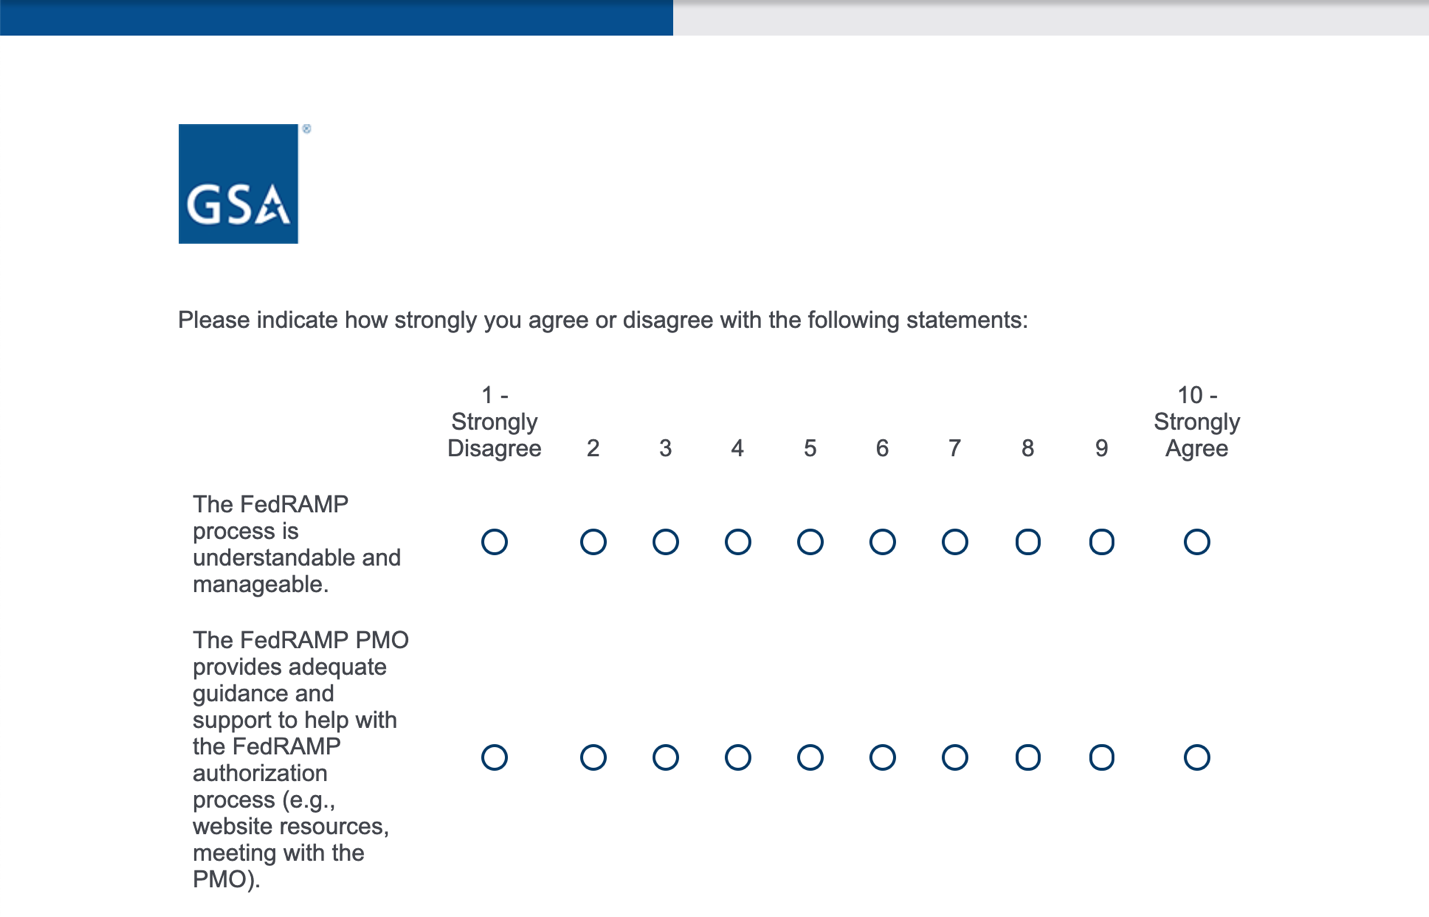 GSA®
Please indicate how strongly you agree or disagree with the following statements:
1 -
Strongly
Disagree 2 3 4 5 6 7 8 9 10 -
Strongly
Agree
The FedRAMP
process is
understandable and
manageable.
The FedRAMP PMO
provides adequate
guidance and
support to help with
the FedRAMP
authorization
process (e.g.,
website resources,
meeting with the
PMO).